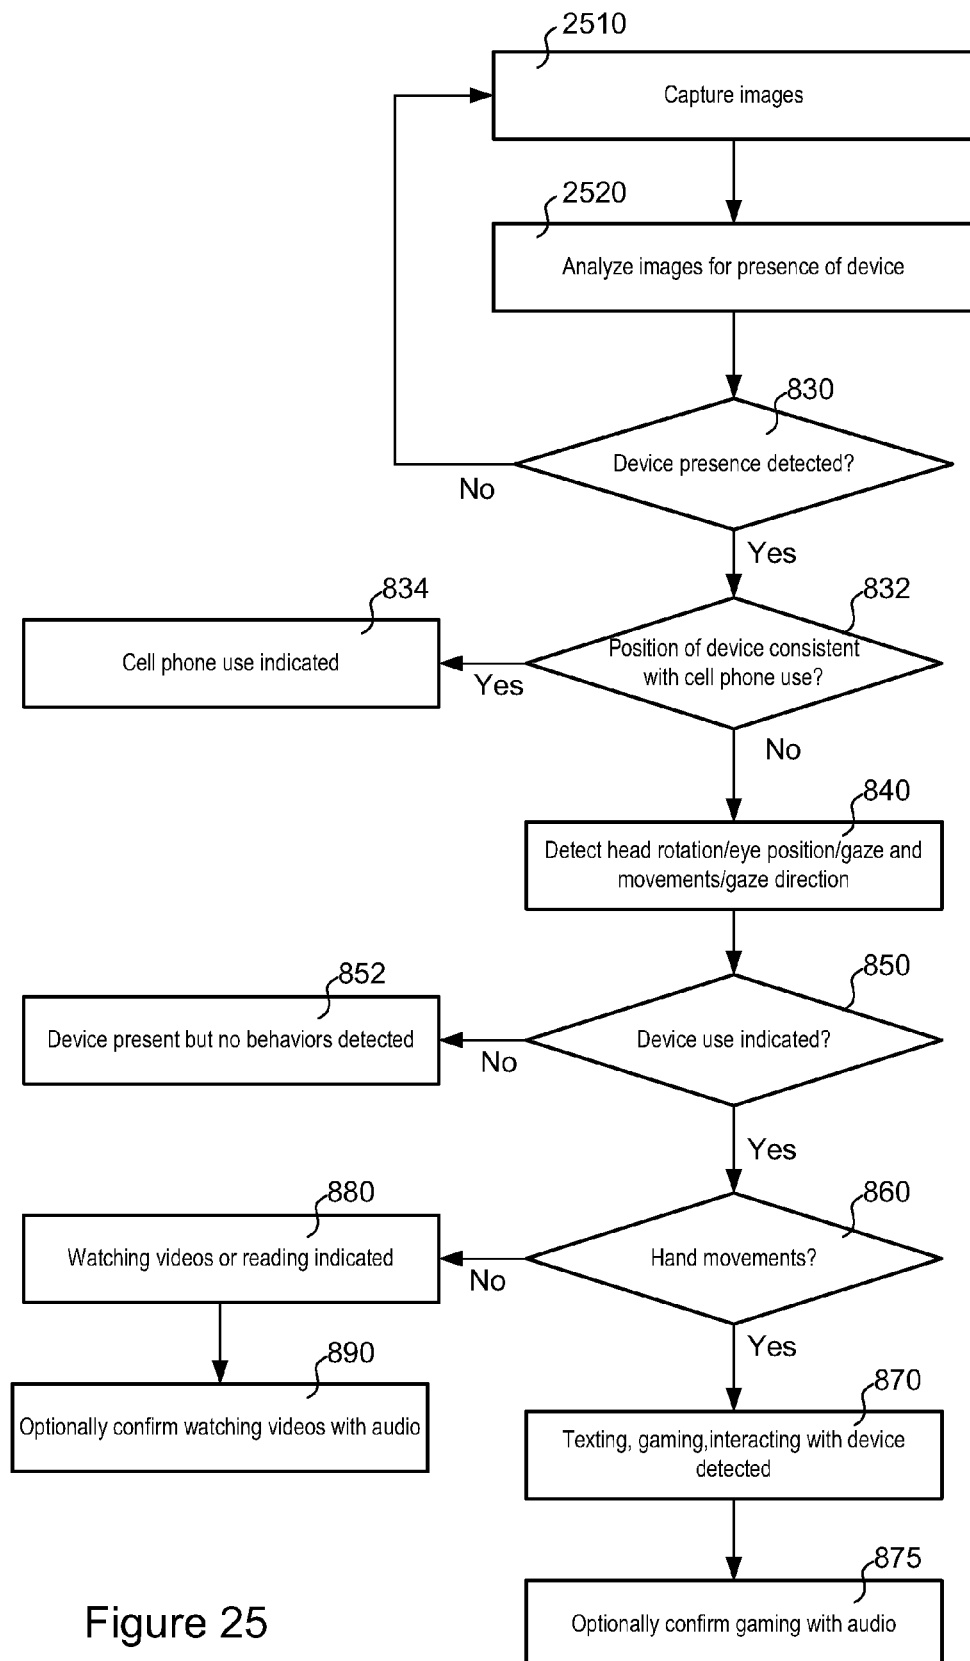 2510
Capture images
2520
Analyze images for presence of device
830
Device presence detected?
No
Yes
834
832
Cell phone use indicated
Position of device consistent
with cell phone use?
Yes
No
840
Detect head rotation/eye position/gaze and
movements/gaze direction
852
850
Device present but no behaviors detected
Device use indicated?
No
Yes
880
860
Watching videos or reading indicated
Hand movements?
No
Yes
890
Optionally confirm watching videos with audio
870
Texting, gaming,interacting with device
detected
875
Optionally confirm gaming with audio
Figure 25